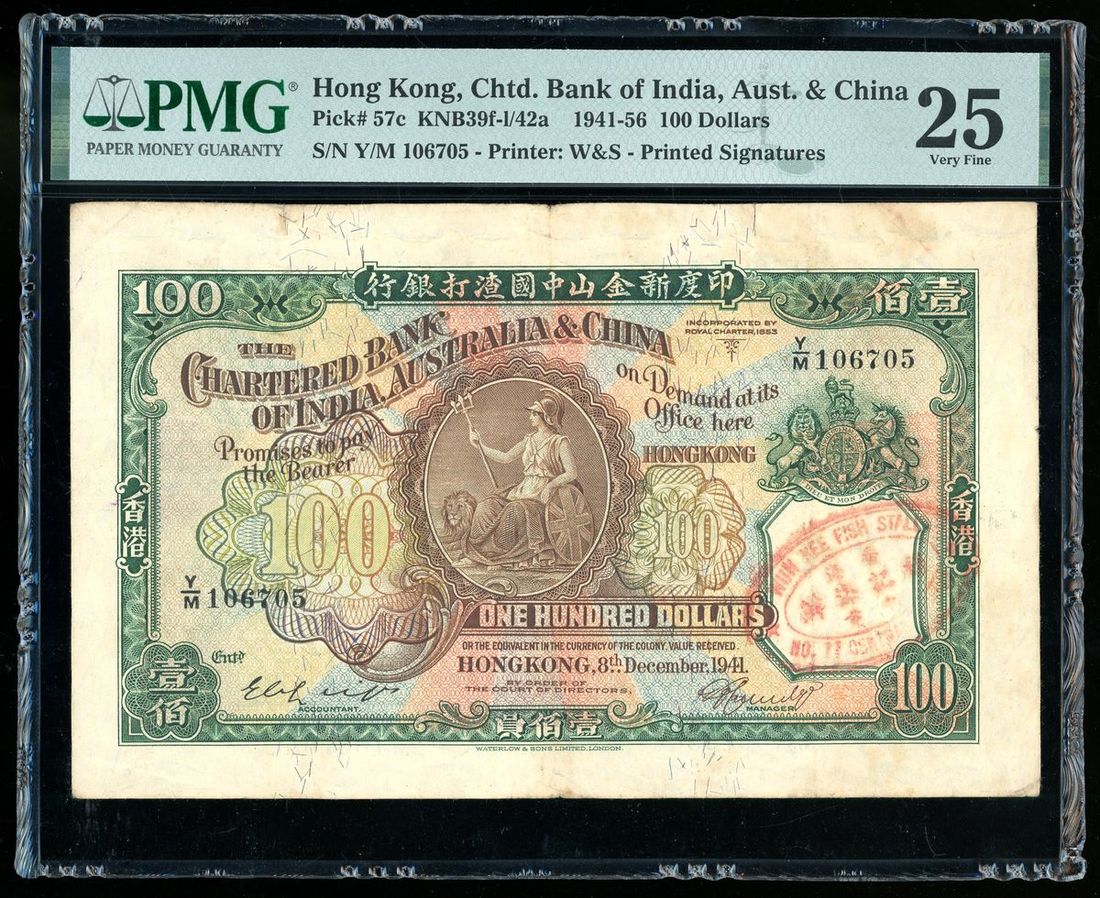 PMG®
PAPER MONEY GUARANTY
Hong Kong, Chtd. Bank of India, Aust. & China
Pick# 57c KNB39f-l/42a 1941-56 100 Dollars
S/N Y/M 106705 - Printer: W&S - Printed Signatures
25
Very Fine
100
行銀打渣國中山金新度印
佰壹
INCORPORATED BY
ROYAL CHARTER, 1853
THE
CHARTERED BANK
OF INDIA, AUSTRALIA & CHINA
Y/M 106705
Promises to pay
the Bearer
on Demand at its
Office here
HONGKONG
DIEU ET MON DROIT
100
100
香港
香港
KEE FISH
Y/M 106705
ONE HUNDRED DOLLARS
OR THE EQUIVALENT IN THE CURRENCY OF THE COLONY, VALUE RECEIVED.
HONGKONG, 8th December, 1941.
BY ORDER OF
THE COURT OF DIRECTORS,
Entd
ACCOUNTANT.
MANAGER.
壹佰
員佰壹
100
WATERLOW & SONS LIMITED, LONDON.